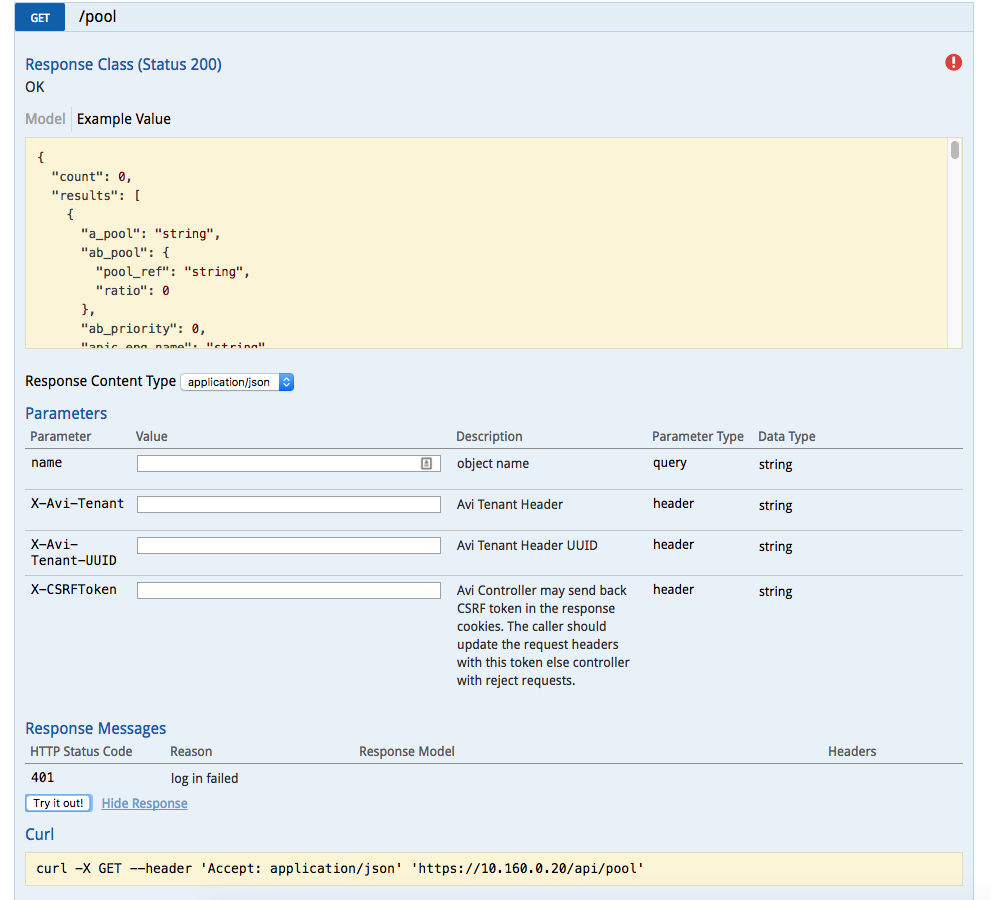 GET /pool
Response Class (Status 200)
OK
Model Example Value
{
  "count": 0,
  "results": [
    {
      "a_pool": "string",
      "ab_pool": {
        "pool_ref": "string",
        "ratio": 0
      },
      "ab_priority": 0,
      "apic_epg_name": "string"
Response Content Type application/json
Parameters
Parameter Value Description Parameter Type Data Type
name object name query string
X-Avi-Tenant Avi Tenant Header header string
X-Avi-
Tenant-UUID Avi Tenant Header UUID header string
X-CSRFToken Avi Controller may send back header string
CSRF token in the response
cookies. The caller should
update the request headers
with this token else controller
with reject requests.
Response Messages
HTTP Status Code Reason Response Model Headers
401 log in failed
Try it out! Hide Response
Curl
curl -X GET --header 'Accept: application/json' 'https://10.160.0.20/api/pool'